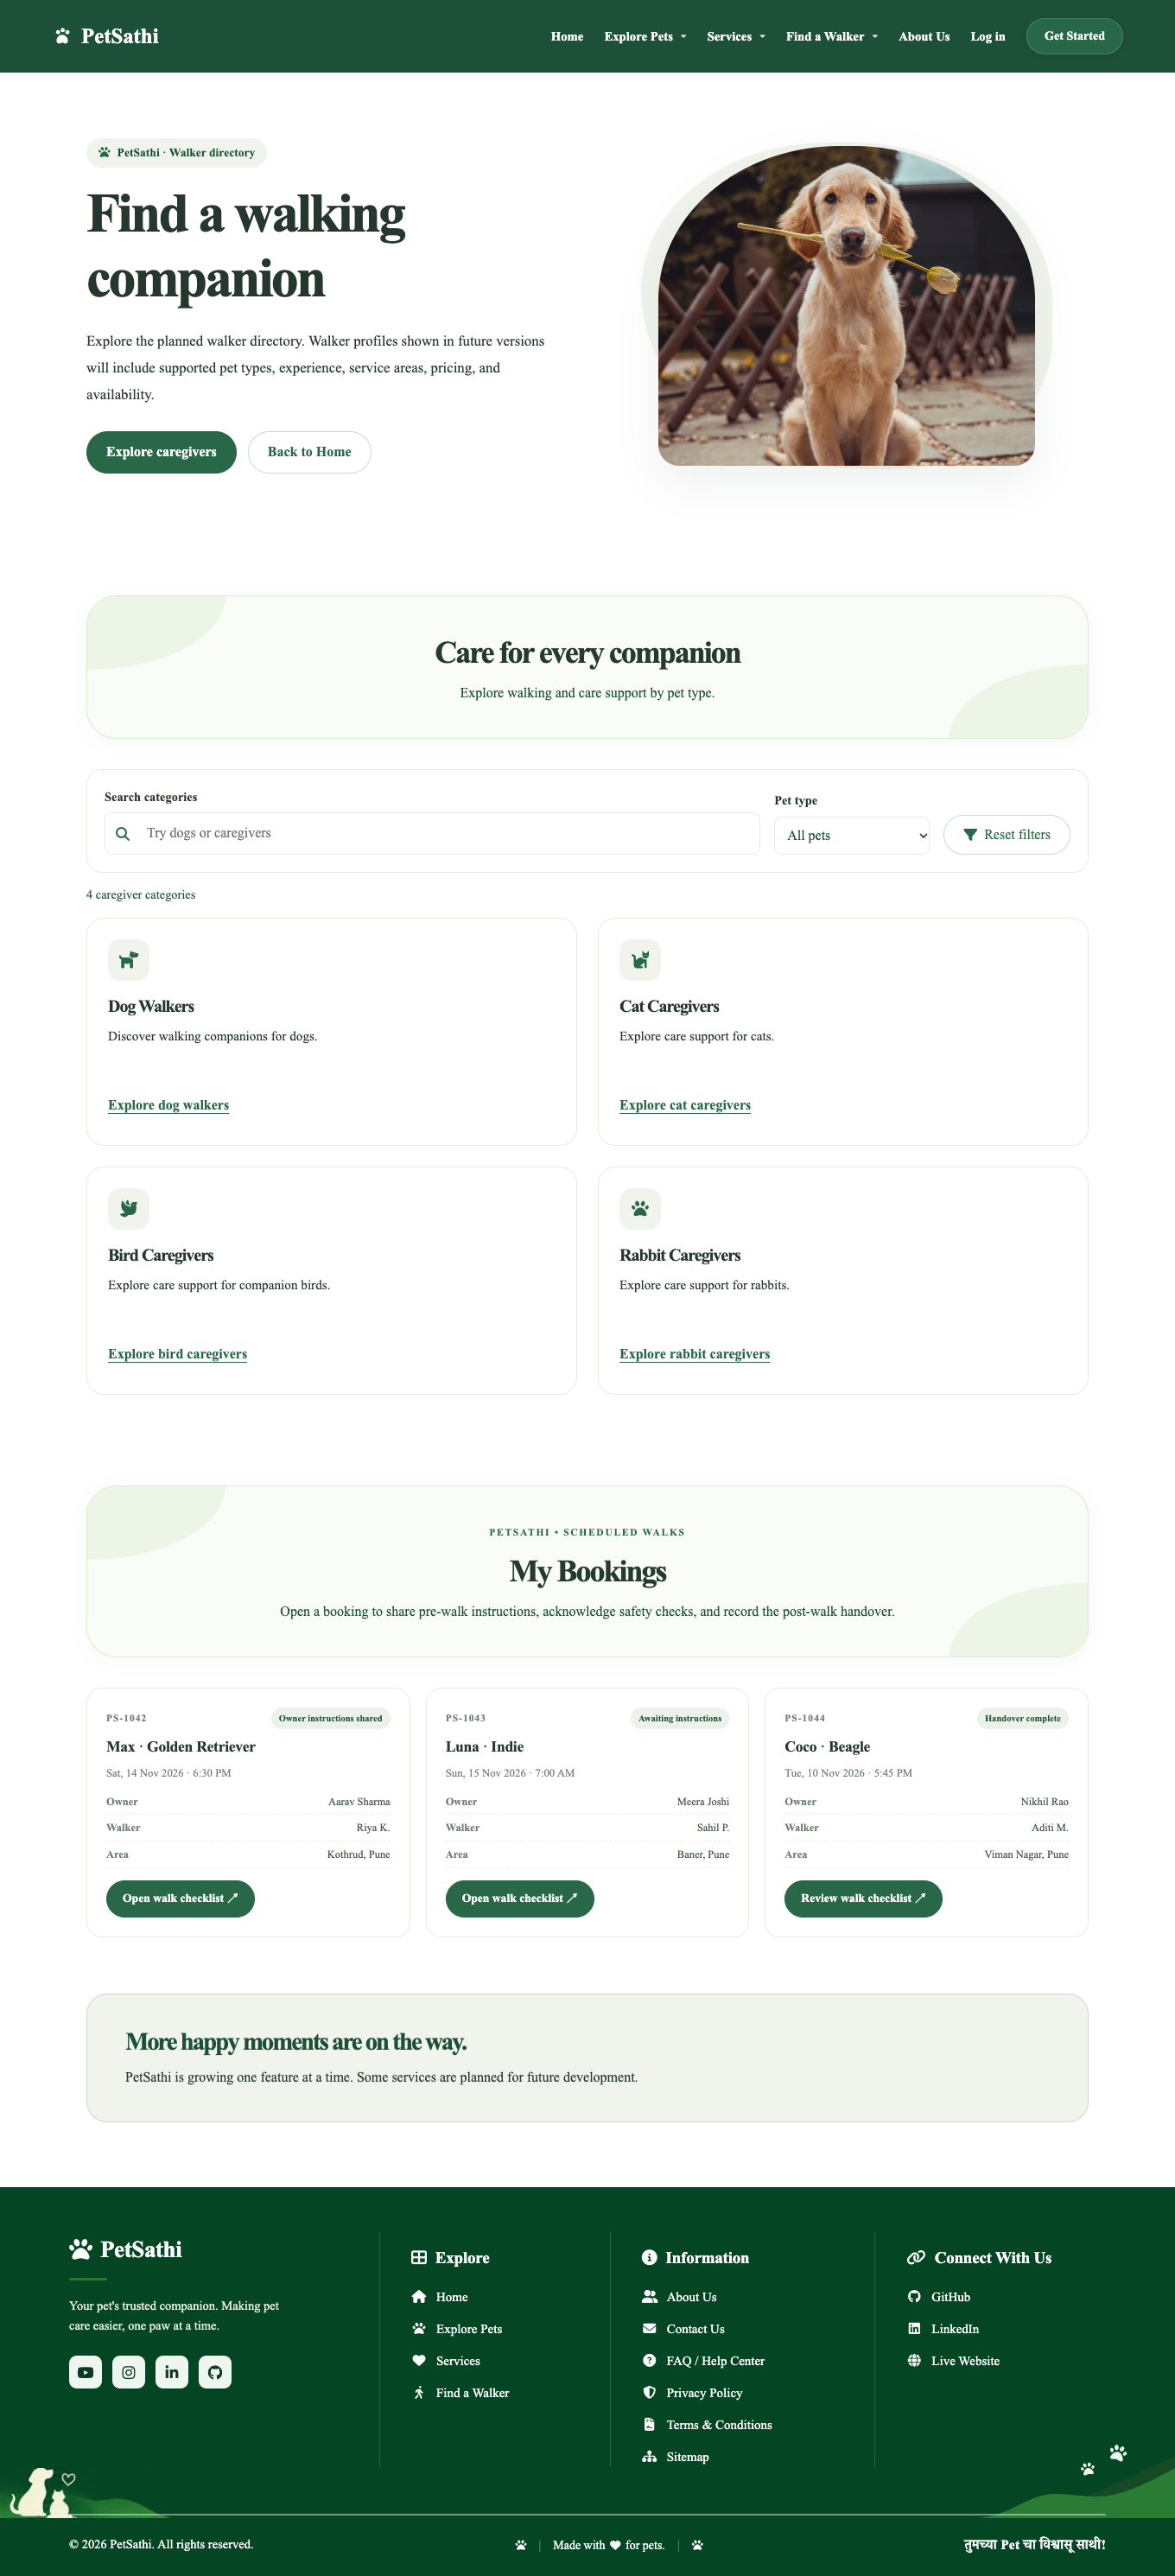 PetSathi
Home Explore Pets Services Find a Walker About Us Log in Get Started
PetSathi · Walker directory
Find a walking
companion
Explore the planned walker directory. Walker profiles shown in future versions
will include supported pet types, experience, service areas, pricing, and
availability.
Explore caregivers Back to Home
Care for every companion
Explore walking and care support by pet type.
Search categories
Try dogs or caregivers
Pet type
All pets
Reset filters
4 caregiver categories
Dog Walkers
Discover walking companions for dogs.
Explore dog walkers
Cat Caregivers
Explore care support for cats.
Explore cat caregivers
Bird Caregivers
Explore care support for companion birds.
Explore bird caregivers
Rabbit Caregivers
Explore care support for rabbits.
Explore rabbit caregivers
PETSATHI • SCHEDULED WALKS
My Bookings
Open a booking to share pre-walk instructions, acknowledge safety checks, and record the post-walk handover.
PS-1042 Owner instructions shared
Max · Golden Retriever
Sat, 14 Nov 2026 · 6:30 PM
Owner Aarav Sharma
Walker Riya K.
Area Kothrud, Pune
Open walk checklist ↗
PS-1043 Awaiting instructions
Luna · Indie
Sun, 15 Nov 2026 · 7:00 AM
Owner Meera Joshi
Walker Sahil P.
Area Baner, Pune
Open walk checklist ↗
PS-1044 Handover complete
Coco · Beagle
Tue, 10 Nov 2026 · 5:45 PM
Owner Nikhil Rao
Walker Aditi M.
Area Viman Nagar, Pune
Review walk checklist ↗
More happy moments are on the way.
PetSathi is growing one feature at a time. Some services are planned for future development.
PetSathi
Your pet's trusted companion. Making pet
care easier, one paw at a time.
Explore
Home
Explore Pets
Services
Find a Walker
Information
About Us
Contact Us
FAQ / Help Center
Privacy Policy
Terms & Conditions
Sitemap
Connect With Us
GitHub
LinkedIn
Live Website
© 2026 PetSathi. All rights reserved.
Made with ♥ for pets.
तुमच्या Pet चा विश्वासू साथी!